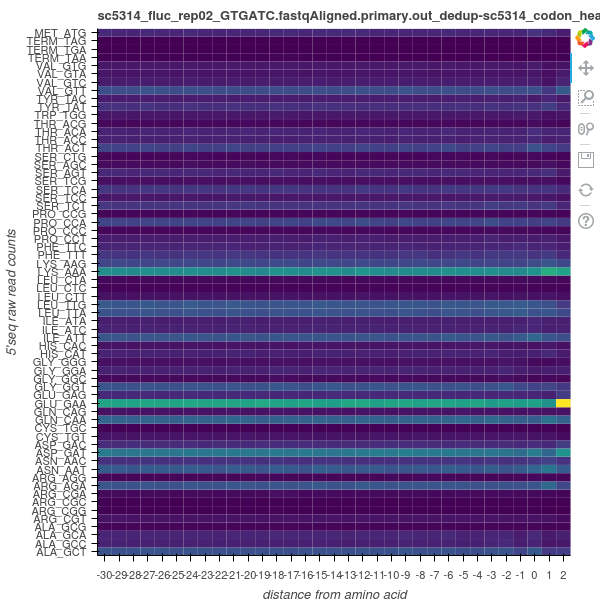 sc5314_fluc_rep02_GTGATC.fastqAligned.primary.out_dedup-sc5314_codon_hea
MET_ATG
TERM_TAG
TERM_TGA
TERM_TAA
VAL_GTG
VAL_GTA
VAL_GTC
VAL_GTT
TYR_TAC
TYR_TAT
TRP_TGG
THR_ACG
THR_ACA
THR_ACC
THR_ACT
SER_CTG
SER_AGC
SER_AGT
SER_TCG
SER_TCA
SER_TCC
SER_TCT
PRO_CCG
PRO_CCA
PRO_CCC
PRO_CCT
PHE_TTC
PHE_TTT
LYS_AAG
LYS_AAA
LEU_CTA
LEU_CTC
LEU_CTT
LEU_TTG
LEU_TTA
ILE_ATA
ILE_ATC
ILE_ATT
HIS_CAC
HIS_CAT
GLY_GGG
GLY_GGA
GLY_GGC
GLY_GGT
GLU_GAG
GLU_GAA
GLN_CAG
GLN_CAA
CYS_TGC
CYS_TGT
ASP_GAC
ASP_GAT
ASN_AAC
ASN_AAT
ARG_AGG
ARG_AGA
ARG_CGA
ARG_CGC
ARG_CGG
ARG_CGT
ALA_GCG
ALA_GCA
ALA_GCC
ALA_GCT
5'seq raw read counts
-30 -29 -28 -27 -26 -25 -24 -23 -22 -21 -20 -19 -18 -17 -16 -15 -14 -13 -12 -11 -10 -9 -8 -7 -6 -5 -4 -3 -2 -1 0 1 2
distance from amino acid